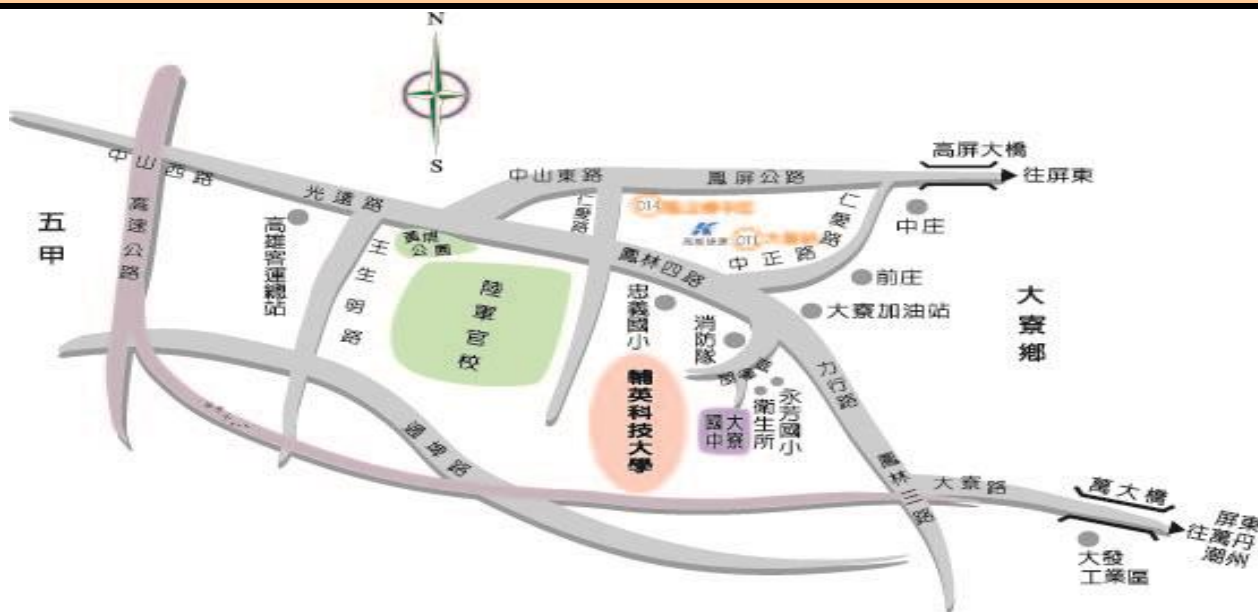 N
S
中山西路
高速公路
五甲
光遠路
高雄客運總站
王生明路
黃埔公園
陸軍官校
中山東路
仁愛路
鳳屏公路
高屏大橋
往屏東
仁愛路
中庄
中正路
前庄
大寮加油站
大寮鄉
鳳林四路
忠義國小
消防隊
輔英科技大學
大寮國中
衛生所
永芳國小
力行路
鳳林三路
大寮路
萬大橋
屏東
往萬丹
潮州
大發
工業區